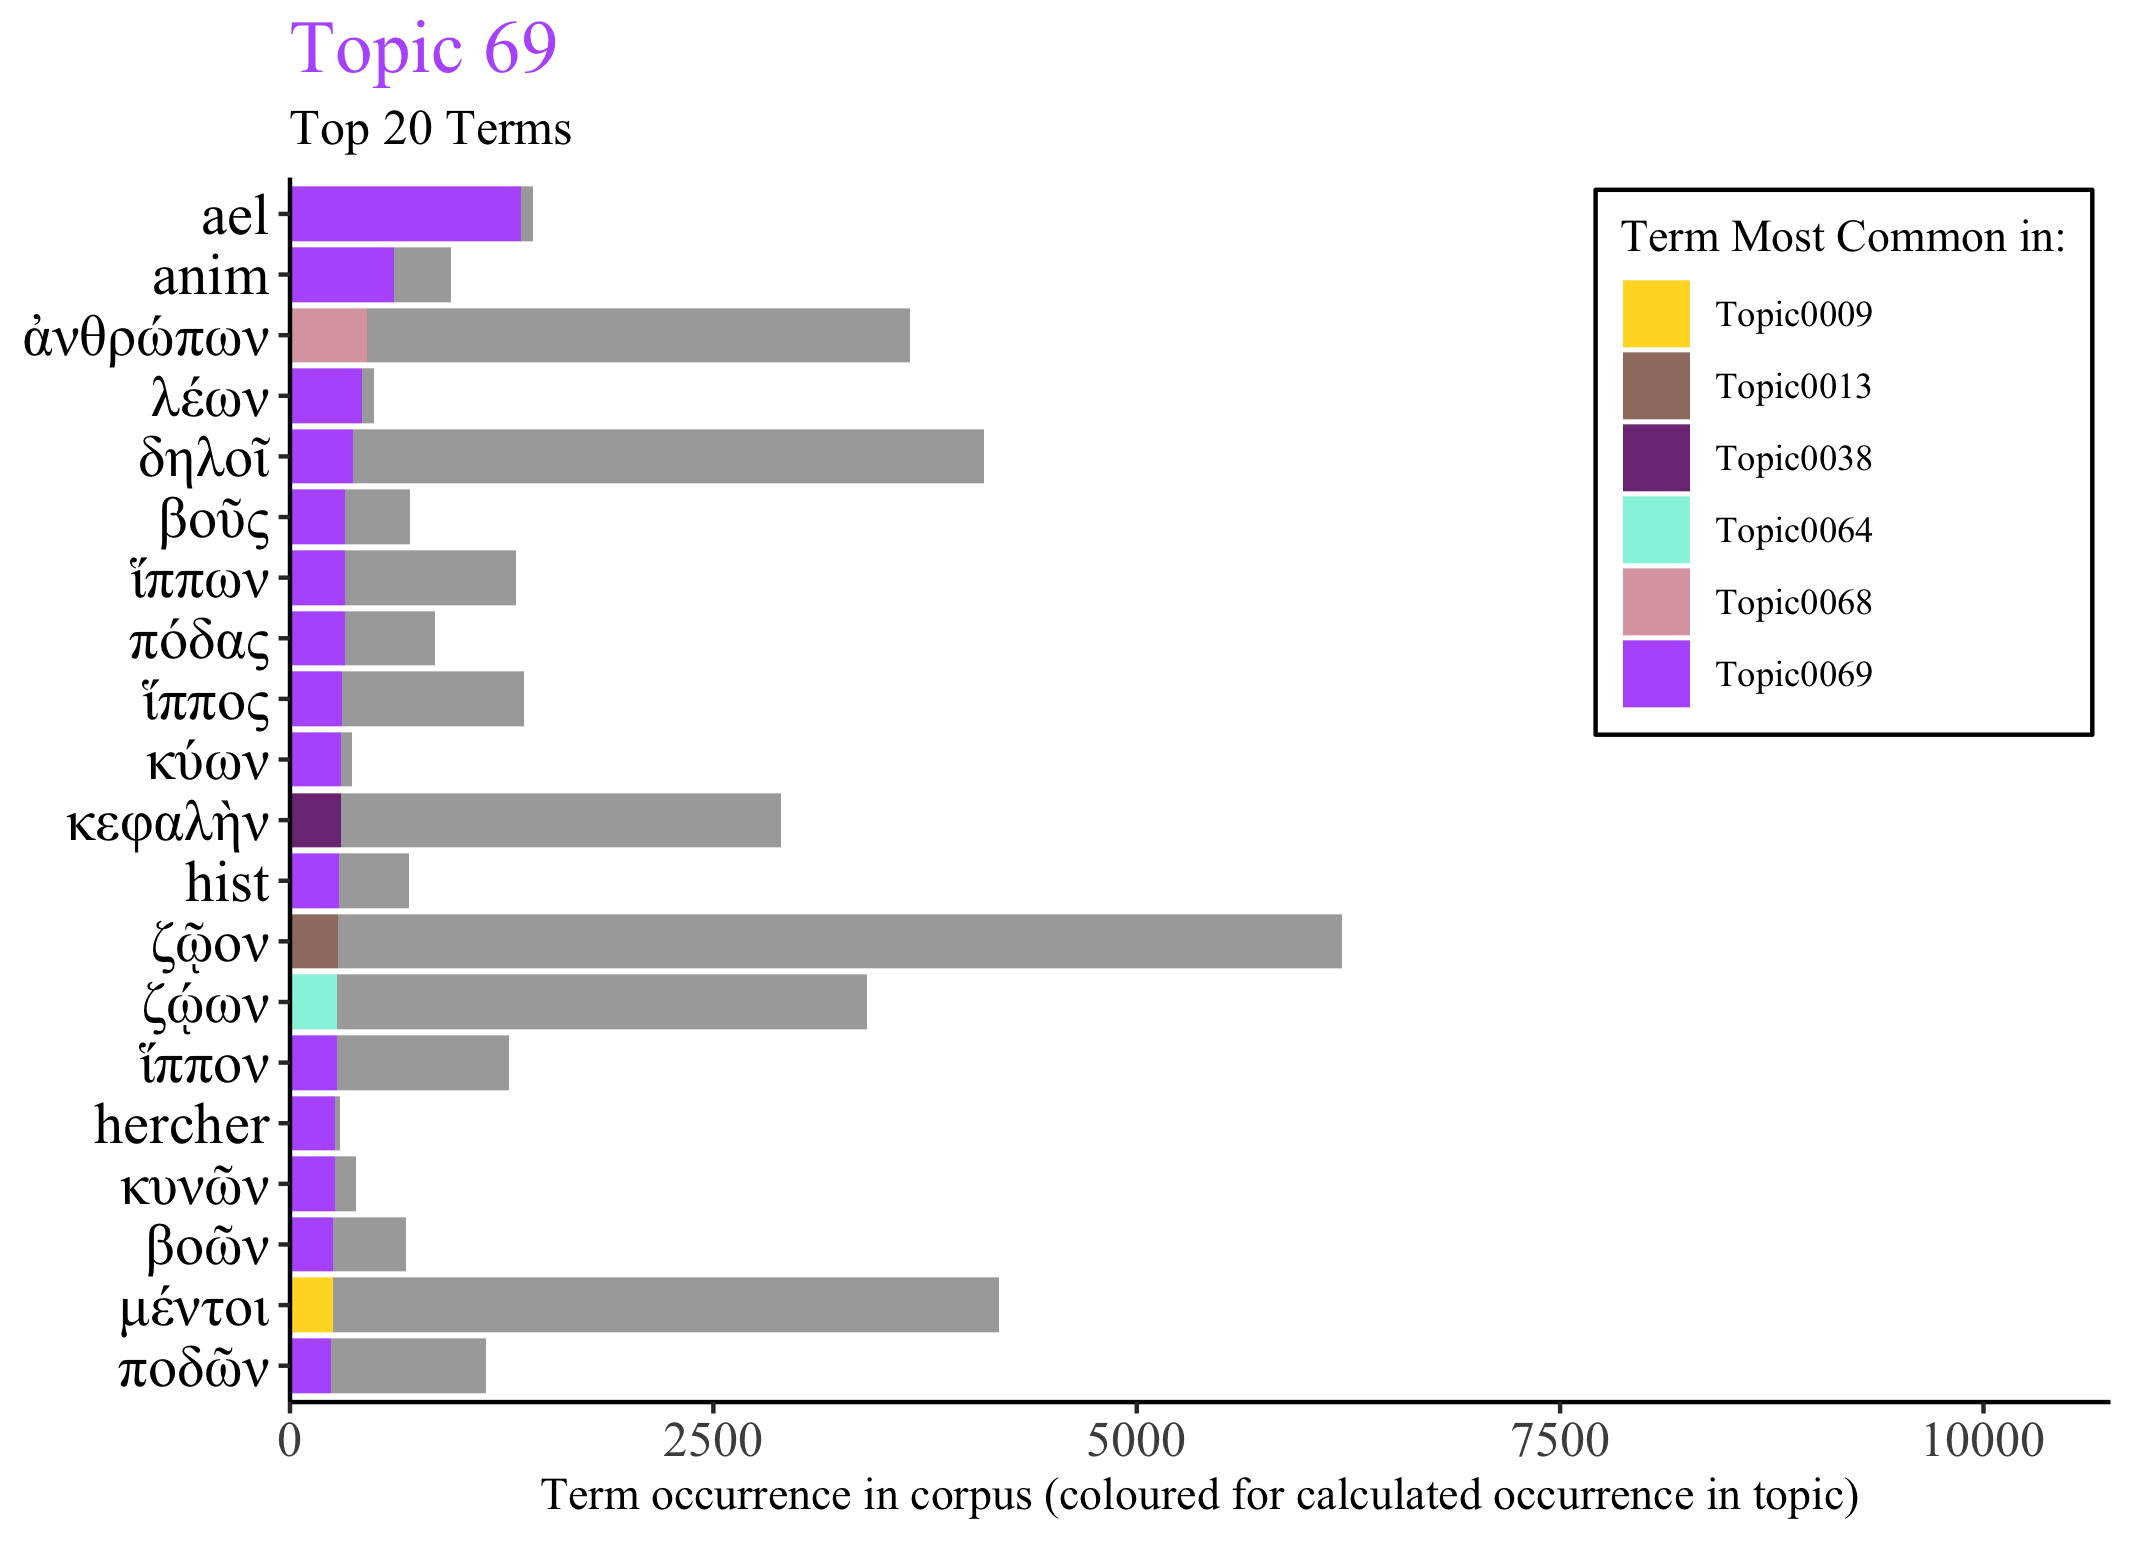 Topic 69
Top 20 Terms
ael
anim
ἀνθρώπων
λέων
δηλοῖ
βοῦς
ἵππων
πόδας
ἵππος
κύων
κεφαλὴν
hist
ζῷον
ζῴων
ἵππον
hercher
κυνῶν
βοῶν
μέντοι
ποδῶν
0 2500 5000 7500 10000
Term occurrence in corpus (coloured for calculated occurrence in topic)
Term Most Common in:
Topic0009
Topic0013
Topic0038
Topic0064
Topic0068
Topic0069